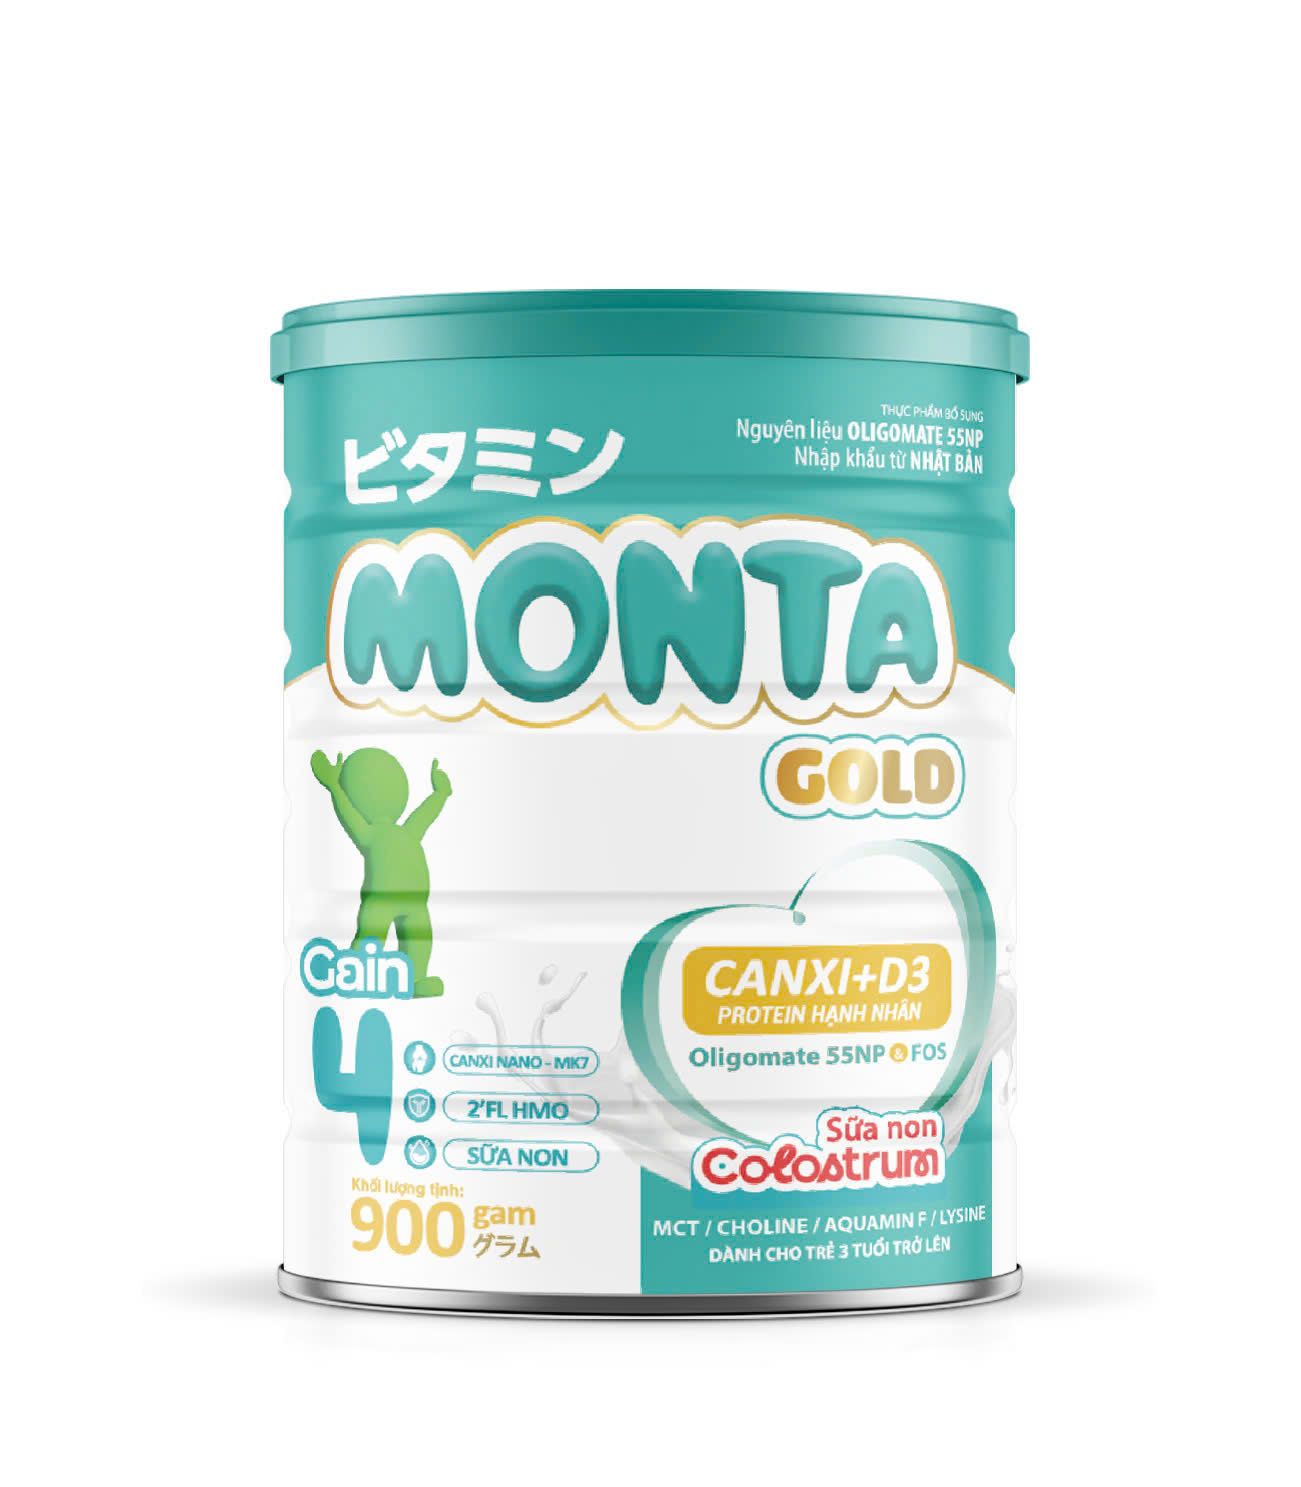 THỰC PHẨM BỔ SUNG
Nguyên liệu OLIGOMATE 55NP
Nhập khẩu từ NHẬT BẢN
ビタミン
MONTA
GOLD
Gain
4
CANXI NANO - MK7
2'FL HMO
SỮA NON
Khối lượng tịnh:
900 gam
グラム
CANXI+D3
PROTEIN HẠNH NHÂN
Oligomate 55NP & FOS
Sữa non
Colostrum
MCT / CHOLINE / AQUAMIN F / LYSINE
DÀNH CHO TRẺ 3 TUỔI TRỞ LÊN